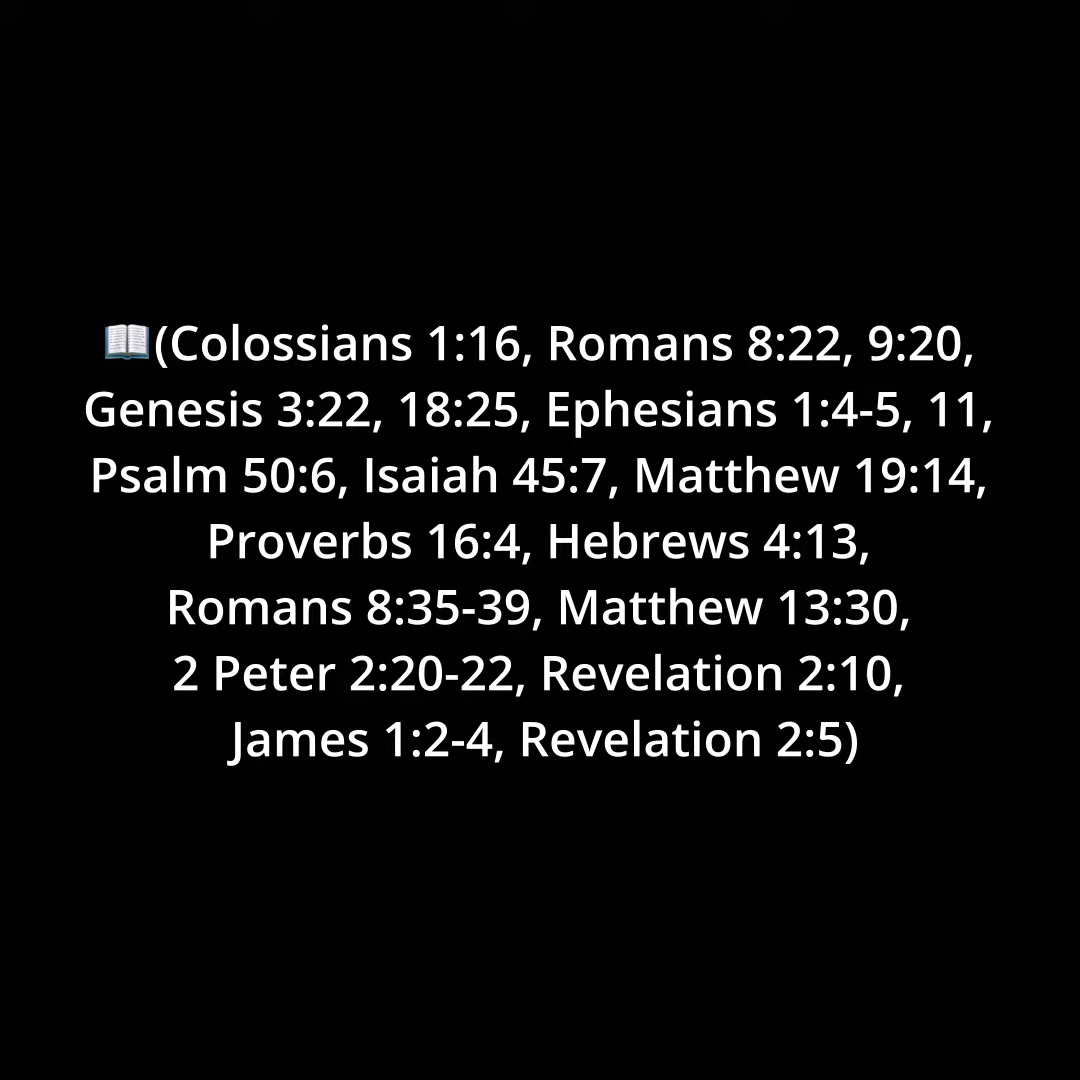 📖(Colossians 1:16, Romans 8:22, 9:20,
Genesis 3:22, 18:25, Ephesians 1:4-5, 11,
Psalm 50:6, Isaiah 45:7, Matthew 19:14,
Proverbs 16:4, Hebrews 4:13,
Romans 8:35-39, Matthew 13:30,
2 Peter 2:20-22, Revelation 2:10,
James 1:2-4, Revelation 2:5)